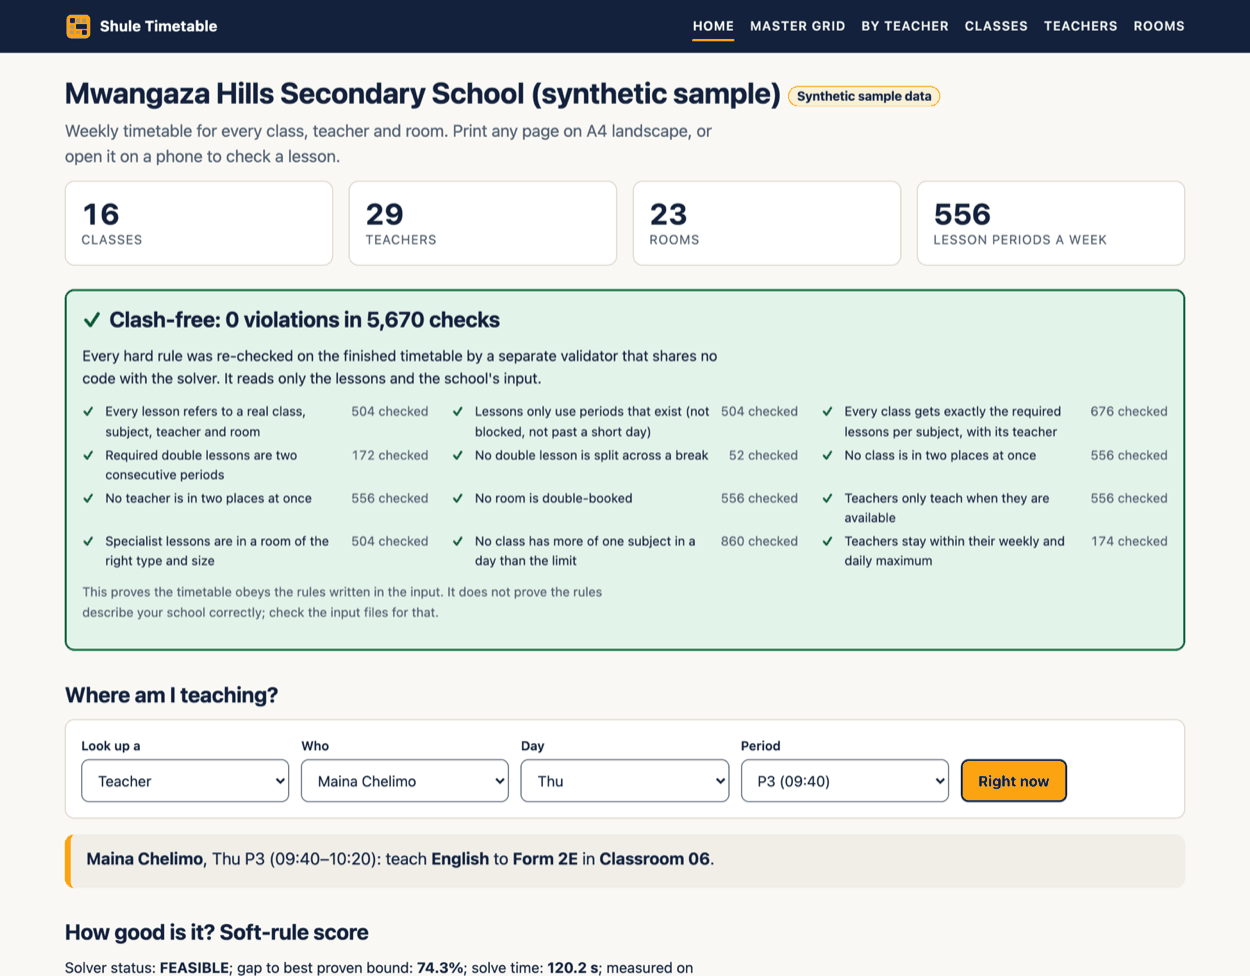 Shule Timetable
HOME MASTER GRID BY TEACHER CLASSES TEACHERS ROOMS
Mwangaza Hills Secondary School (synthetic sample) Synthetic sample data
Weekly timetable for every class, teacher and room. Print any page on A4 landscape, or
open it on a phone to check a lesson.
16
CLASSES
29
TEACHERS
23
ROOMS
556
LESSON PERIODS A WEEK
Clash-free: 0 violations in 5,670 checks
Every hard rule was re-checked on the finished timetable by a separate validator that shares no
code with the solver. It reads only the lessons and the school's input.
Every lesson refers to a real class, 504 checked
subject, teacher and room
Lessons only use periods that exist (not 504 checked
blocked, not past a short day)
Every class gets exactly the required 676 checked
lessons per subject, with its teacher
Required double lessons are two 172 checked
consecutive periods
No double lesson is split across a break 52 checked
No class is in two places at once 556 checked
No teacher is in two places at once 556 checked
No room is double-booked 556 checked
Teachers only teach when they are 556 checked
available
Specialist lessons are in a room of the 504 checked
right type and size
No class has more of one subject in a 860 checked
day than the limit
Teachers stay within their weekly and 174 checked
daily maximum
This proves the timetable obeys the rules written in the input. It does not prove the rules
describe your school correctly; check the input files for that.
Where am I teaching?
Look up a
Teacher
Who
Maina Chelimo
Day
Thu
Period
P3 (09:40)
Right now
Maina Chelimo, Thu P3 (09:40–10:20): teach English to Form 2E in Classroom 06.
How good is it? Soft-rule score
Solver status: FEASIBLE; gap to best proven bound: 74.3%; solve time: 120.2 s; measured on